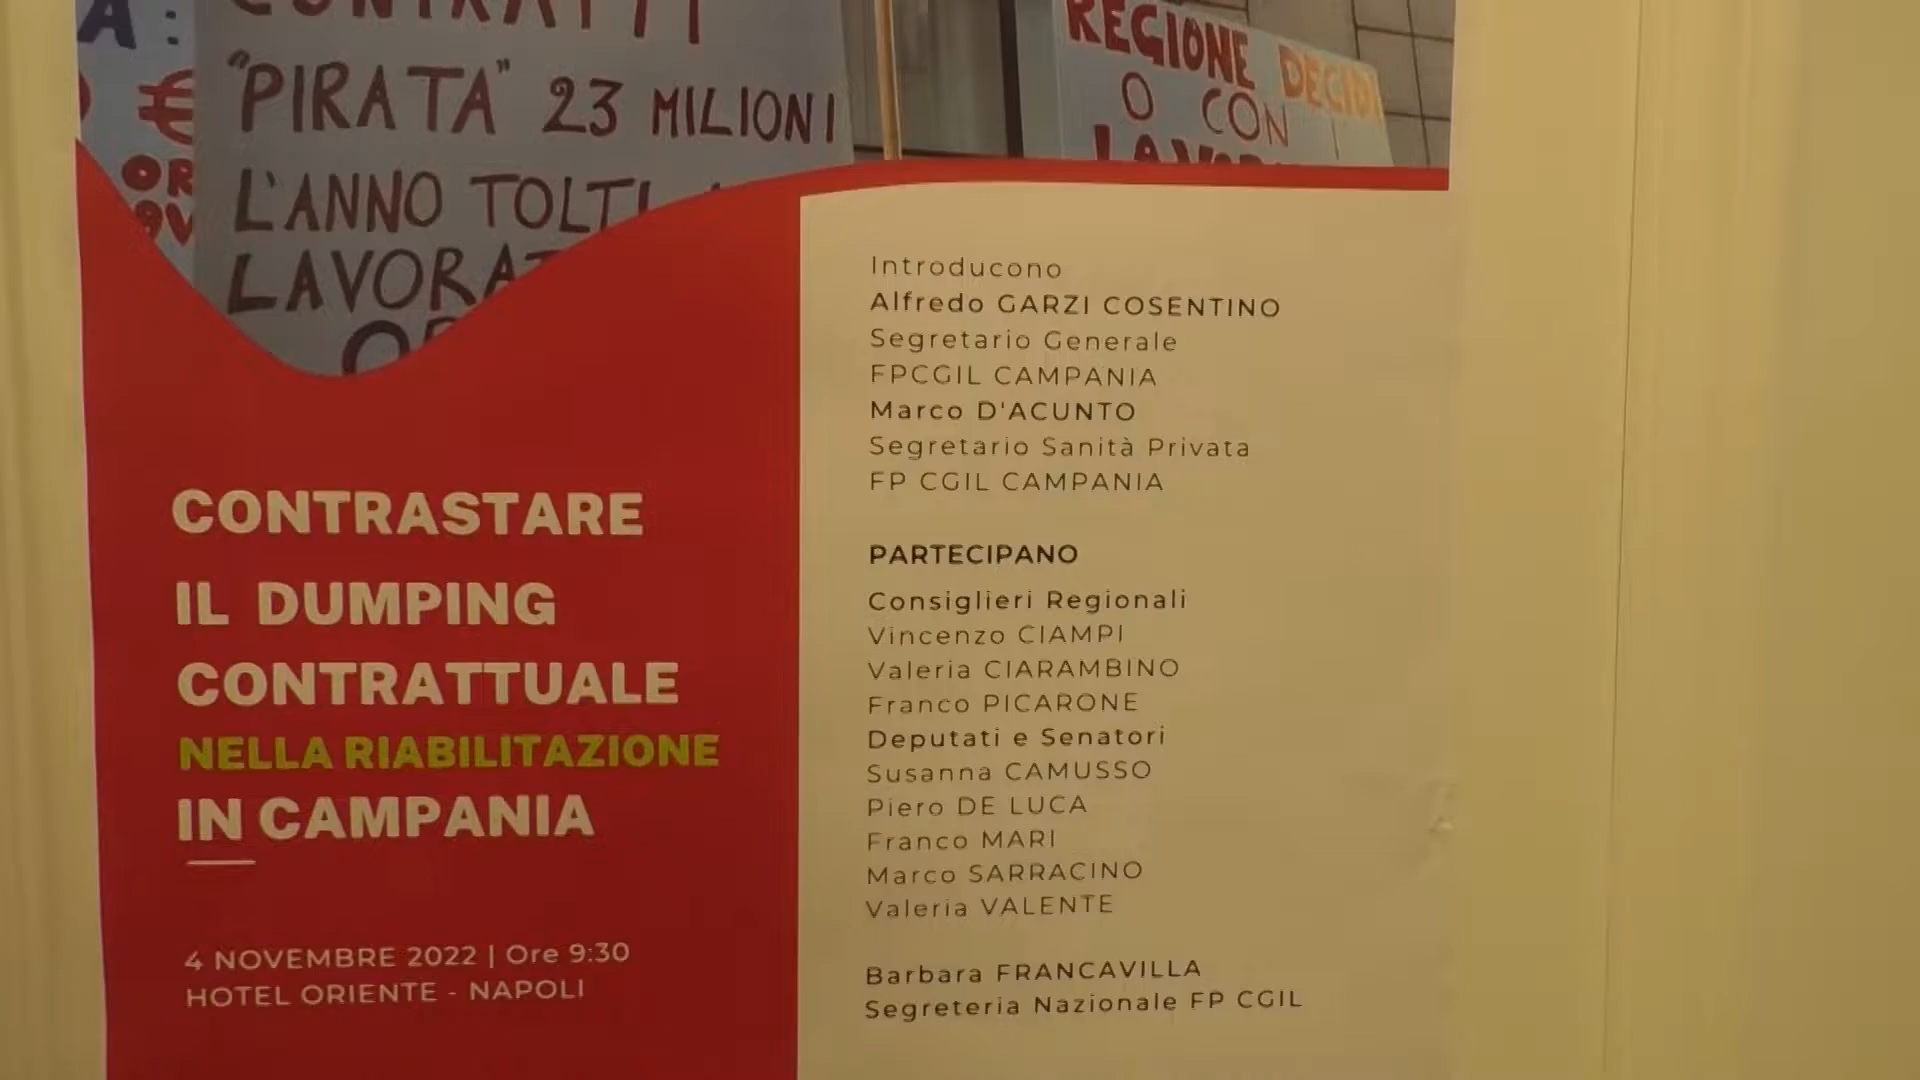 A:
€
CONTRATTI
"PIRATA" 23 MILIONI
L'ANNO TOLTI
REGIONE DECIDI
O CON
CONTRASTARE
IL DUMPING
CONTRATTUALE
NELLA RIABILITAZIONE
IN CAMPANIA
4 NOVEMBRE 2022 | Ore 9:30
HOTEL ORIENTE - NAPOLI
Introducono
Alfredo GARZI COSENTINO
Segretario Generale
FPCGIL CAMPANIA
Marco D'ACUNTO
Segretario Sanità Privata
FP CGIL CAMPANIA
PARTECIPANO
Consiglieri Regionali
Vincenzo CIAMPI
Valeria CIARAMBINO
Franco PICARONE
Deputati e Senatori
Susanna CAMUSSO
Piero DE LUCA
Franco MARI
Marco SARRACINO
Valeria VALENTE
Barbara FRANCAVILLA
Segreteria Nazionale FP CGIL